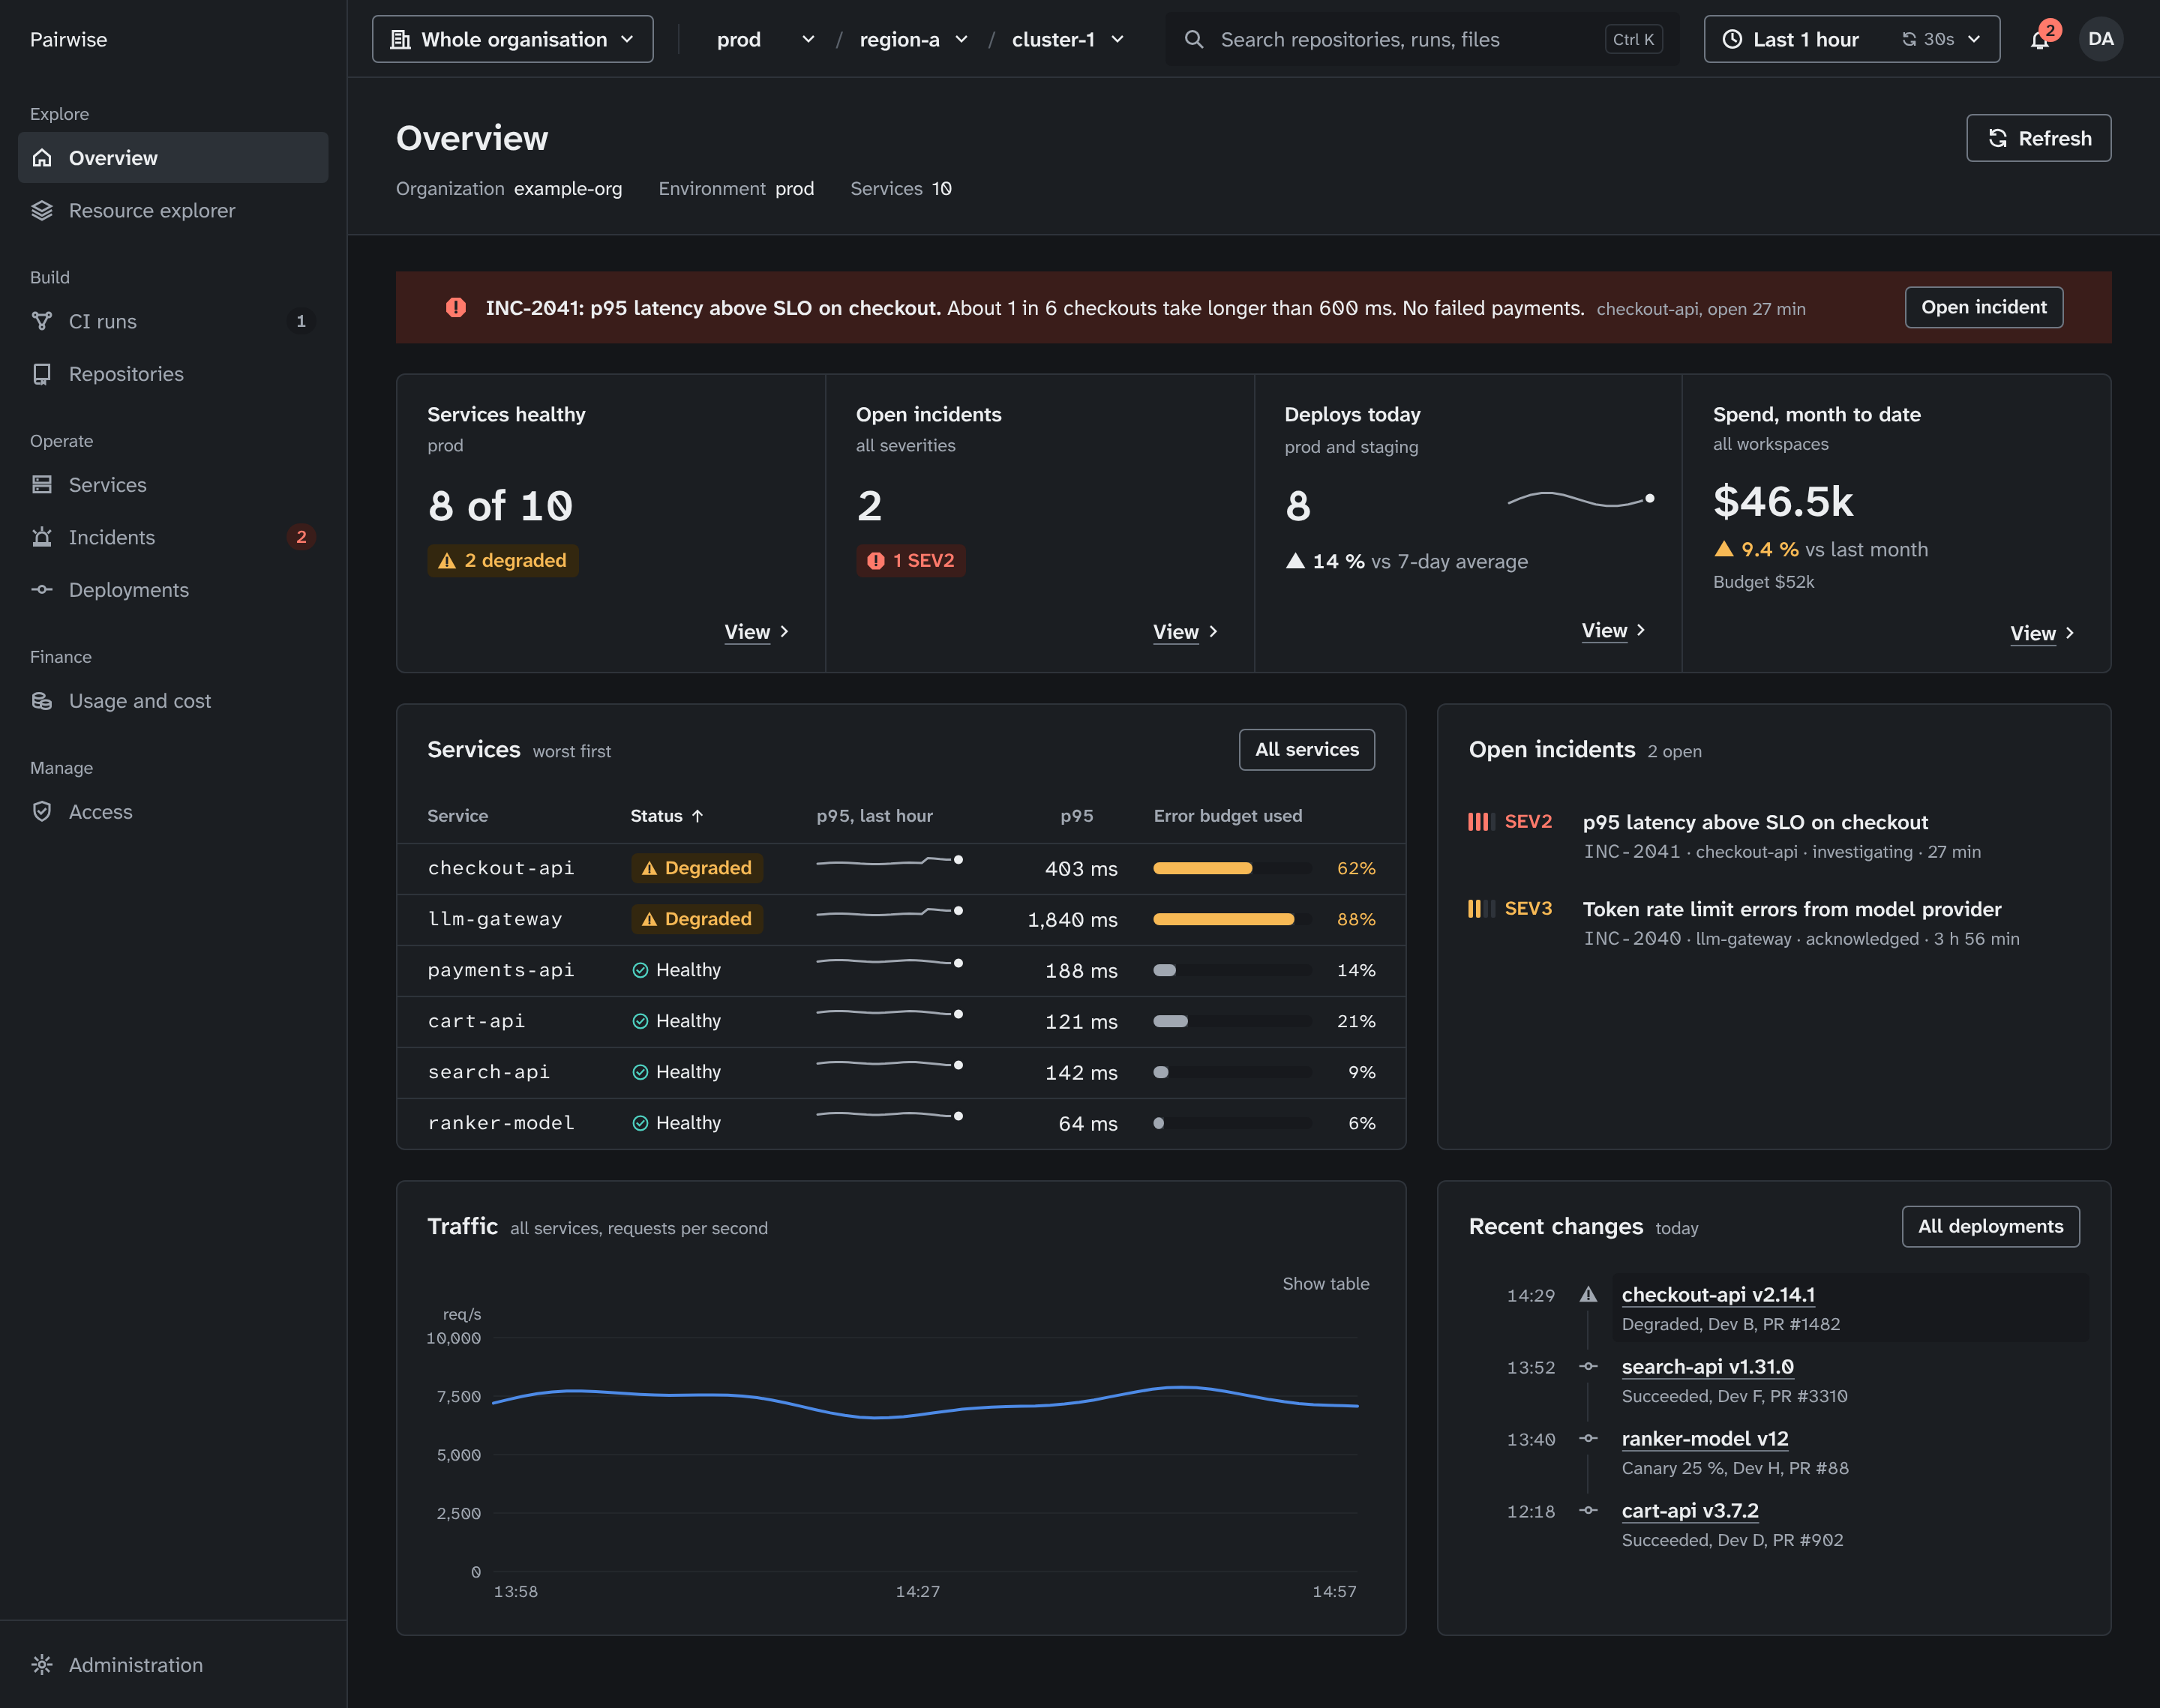 Pairwise
Whole organisation
prod / region-a / cluster-1
Search repositories, runs, files Ctrl K
Last 1 hour 30s
2
DA
Explore
Overview
Resource explorer
Build
CI runs 1
Repositories
Operate
Services
Incidents 2
Deployments
Finance
Usage and cost
Manage
Access
Administration
Overview
Refresh
Organization example-org Environment prod Services 10
INC-2041: p95 latency above SLO on checkout. About 1 in 6 checkouts take longer than 600 ms. No failed payments. checkout-api, open 27 min
Open incident
Services healthy
prod
8 of 10
2 degraded
View
Open incidents
all severities
2
1 SEV2
View
Deploys today
prod and staging
8
14 % vs 7-day average
View
Spend, month to date
all workspaces
$46.5k
9.4 % vs last month
Budget $52k
View
Services worst first
All services
Service Status p95, last hour p95 Error budget used
checkout-api Degraded 403 ms 62%
llm-gateway Degraded 1,840 ms 88%
payments-api Healthy 188 ms 14%
cart-api Healthy 121 ms 21%
search-api Healthy 142 ms 9%
ranker-model Healthy 64 ms 6%
Open incidents 2 open
SEV2 p95 latency above SLO on checkout
INC-2041 · checkout-api · investigating · 27 min
SEV3 Token rate limit errors from model provider
INC-2040 · llm-gateway · acknowledged · 3 h 56 min
Traffic all services, requests per second
Show table
req/s
10,000
7,500
5,000
2,500
0
13:58 14:27 14:57
Recent changes today
All deployments
14:29 checkout-api v2.14.1
Degraded, Dev B, PR #1482
13:52 search-api v1.31.0
Succeeded, Dev F, PR #3310
13:40 ranker-model v12
Canary 25 %, Dev H, PR #88
12:18 cart-api v3.7.2
Succeeded, Dev D, PR #902